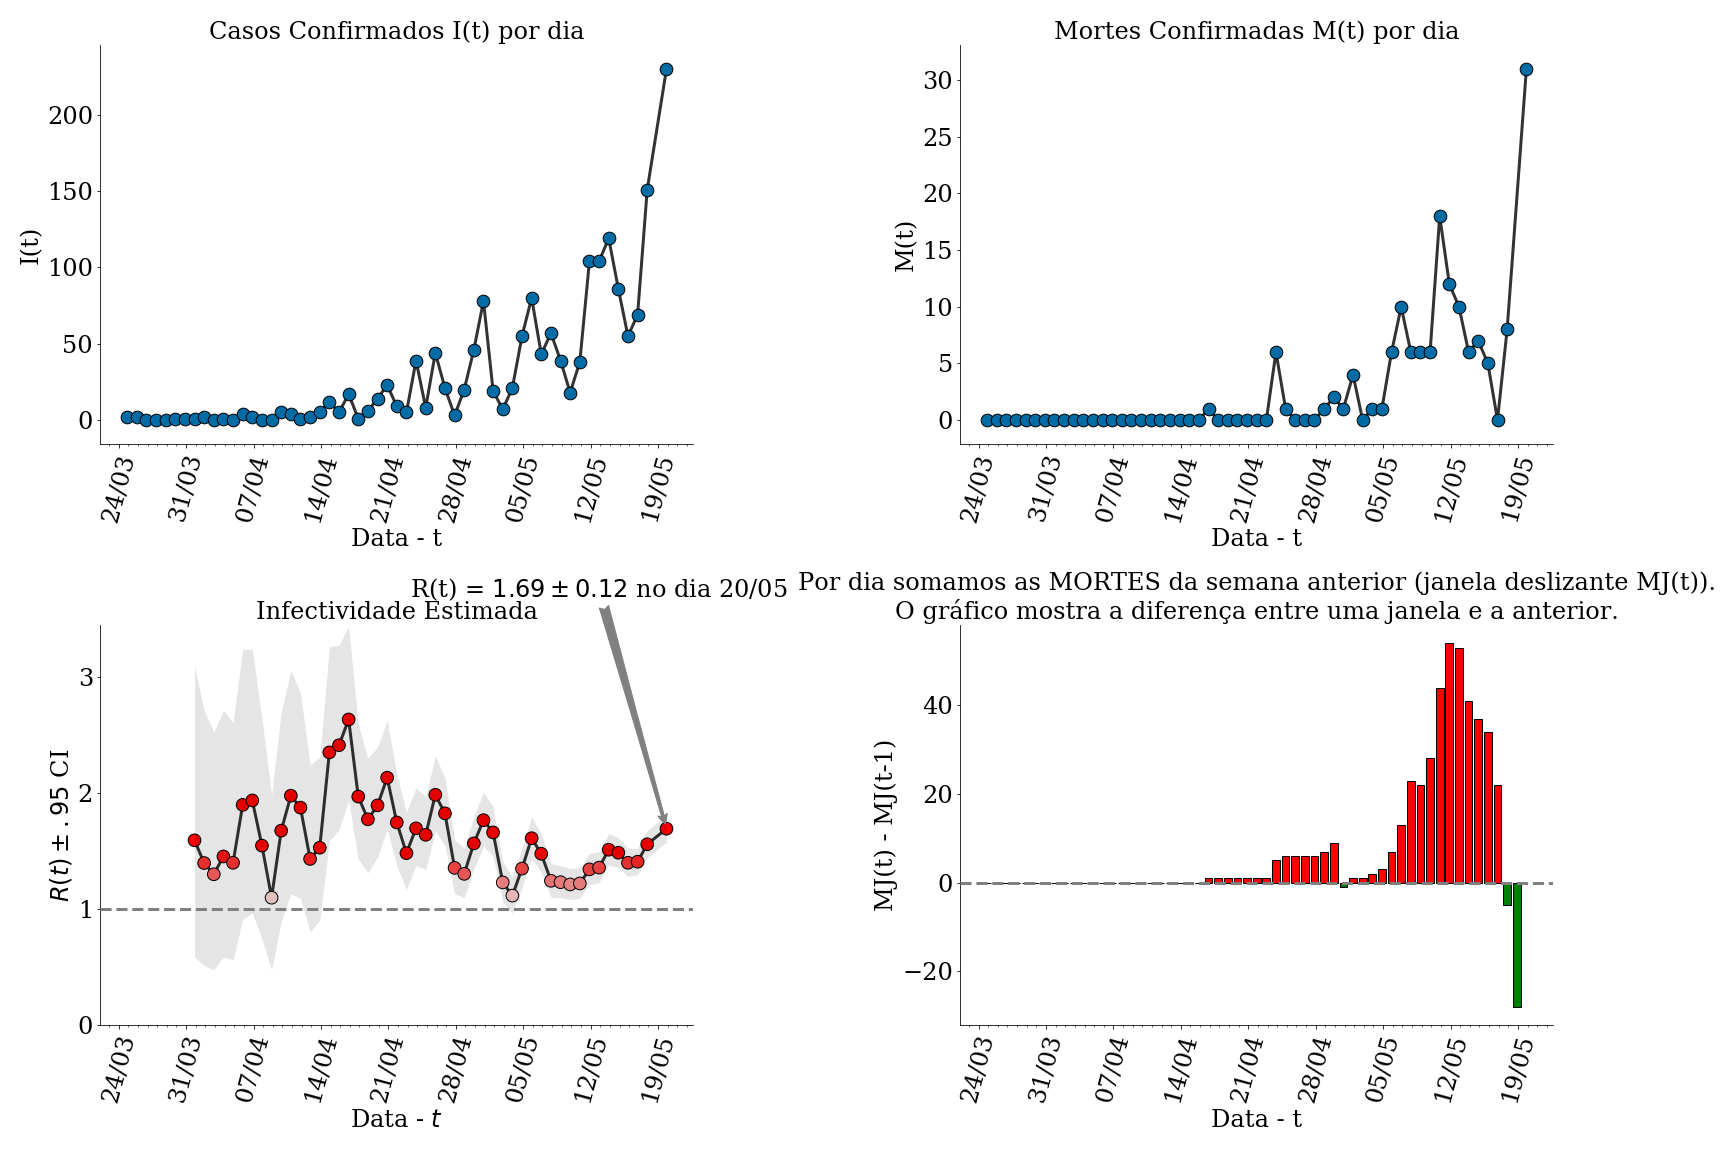 Casos Confirmados I(t) por dia
I(t)
200
150
100
50
0
24/03 31/03 07/04 14/04 21/04 28/04 05/05 12/05 19/05
Data - t
Mortes Confirmadas M(t) por dia
M(t)
30
25
20
15
10
5
0
24/03 31/03 07/04 14/04 21/04 28/04 05/05 12/05 19/05
Data - t
R(t) = 1.69 ± 0.12 no dia 20/05
Infectividade Estimada
R(t) ± .95 CI
3
2
1
0
24/03 31/03 07/04 14/04 21/04 28/04 05/05 12/05 19/05
Data - t
Por dia somamos as MORTES da semana anterior (janela deslizante MJ(t)).
O gráfico mostra a diferença entre uma janela e a anterior.
MJ(t) - MJ(t-1)
40
20
0
−20
24/03 31/03 07/04 14/04 21/04 28/04 05/05 12/05 19/05
Data - t